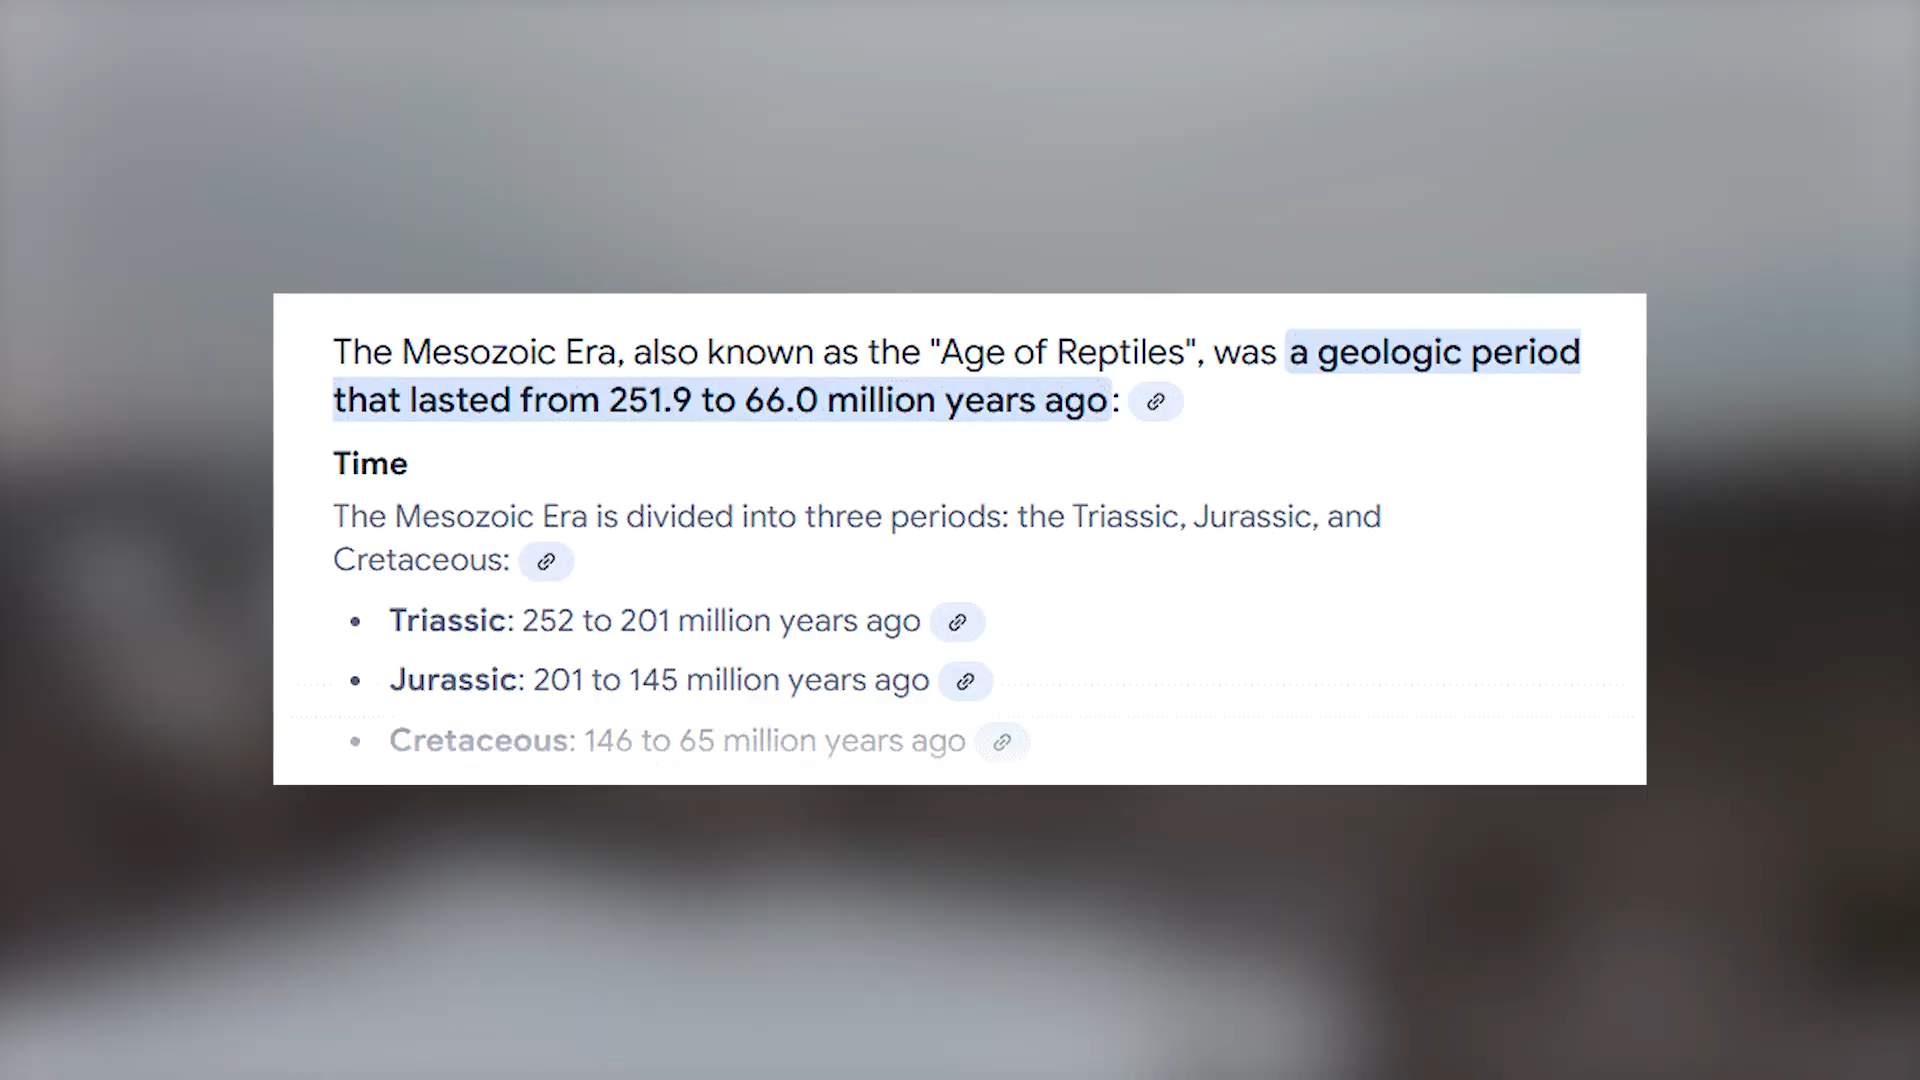 The Mesozoic Era, also known as the "Age of Reptiles", was a geologic period
that lasted from 251.9 to 66.0 million years ago:
Time
The Mesozoic Era is divided into three periods: the Triassic, Jurassic, and
Cretaceous:
• Triassic: 252 to 201 million years ago
• Jurassic: 201 to 145 million years ago
• Cretaceous: 146 to 65 million years ago